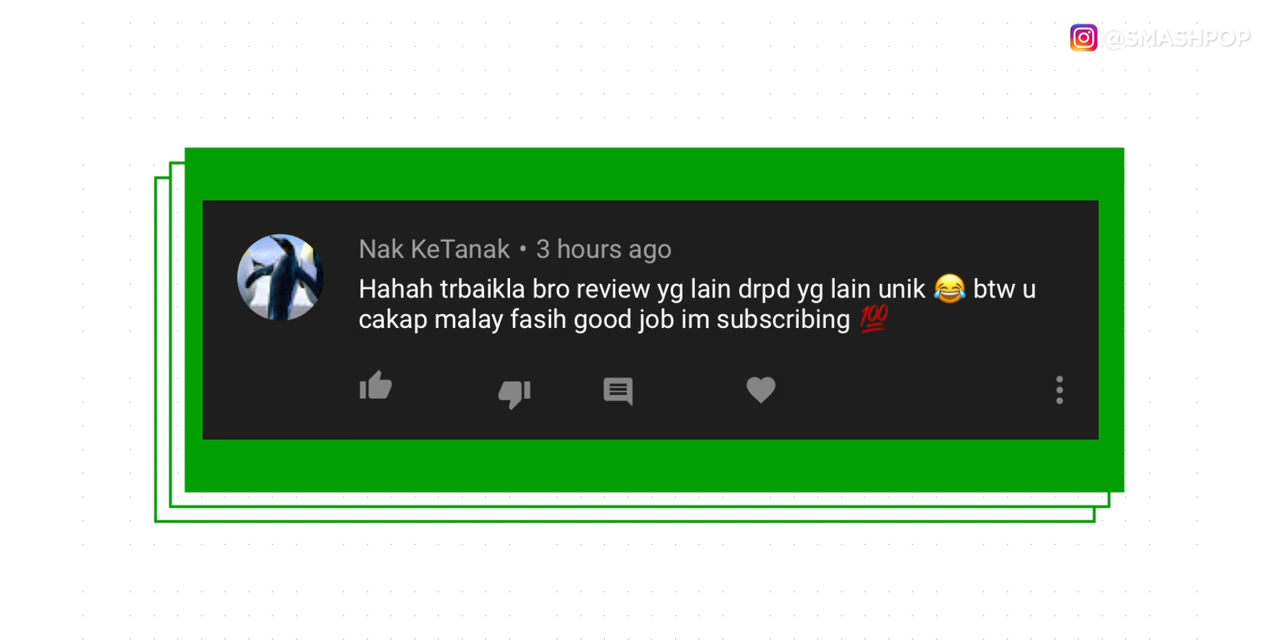 @SMASHPOP
Nak KeTanak • 3 hours ago
Hahah trbaikla bro review yg lain drpd yg lain unik 😂 btw u
cakap malay fasih good job im subscribing 💯